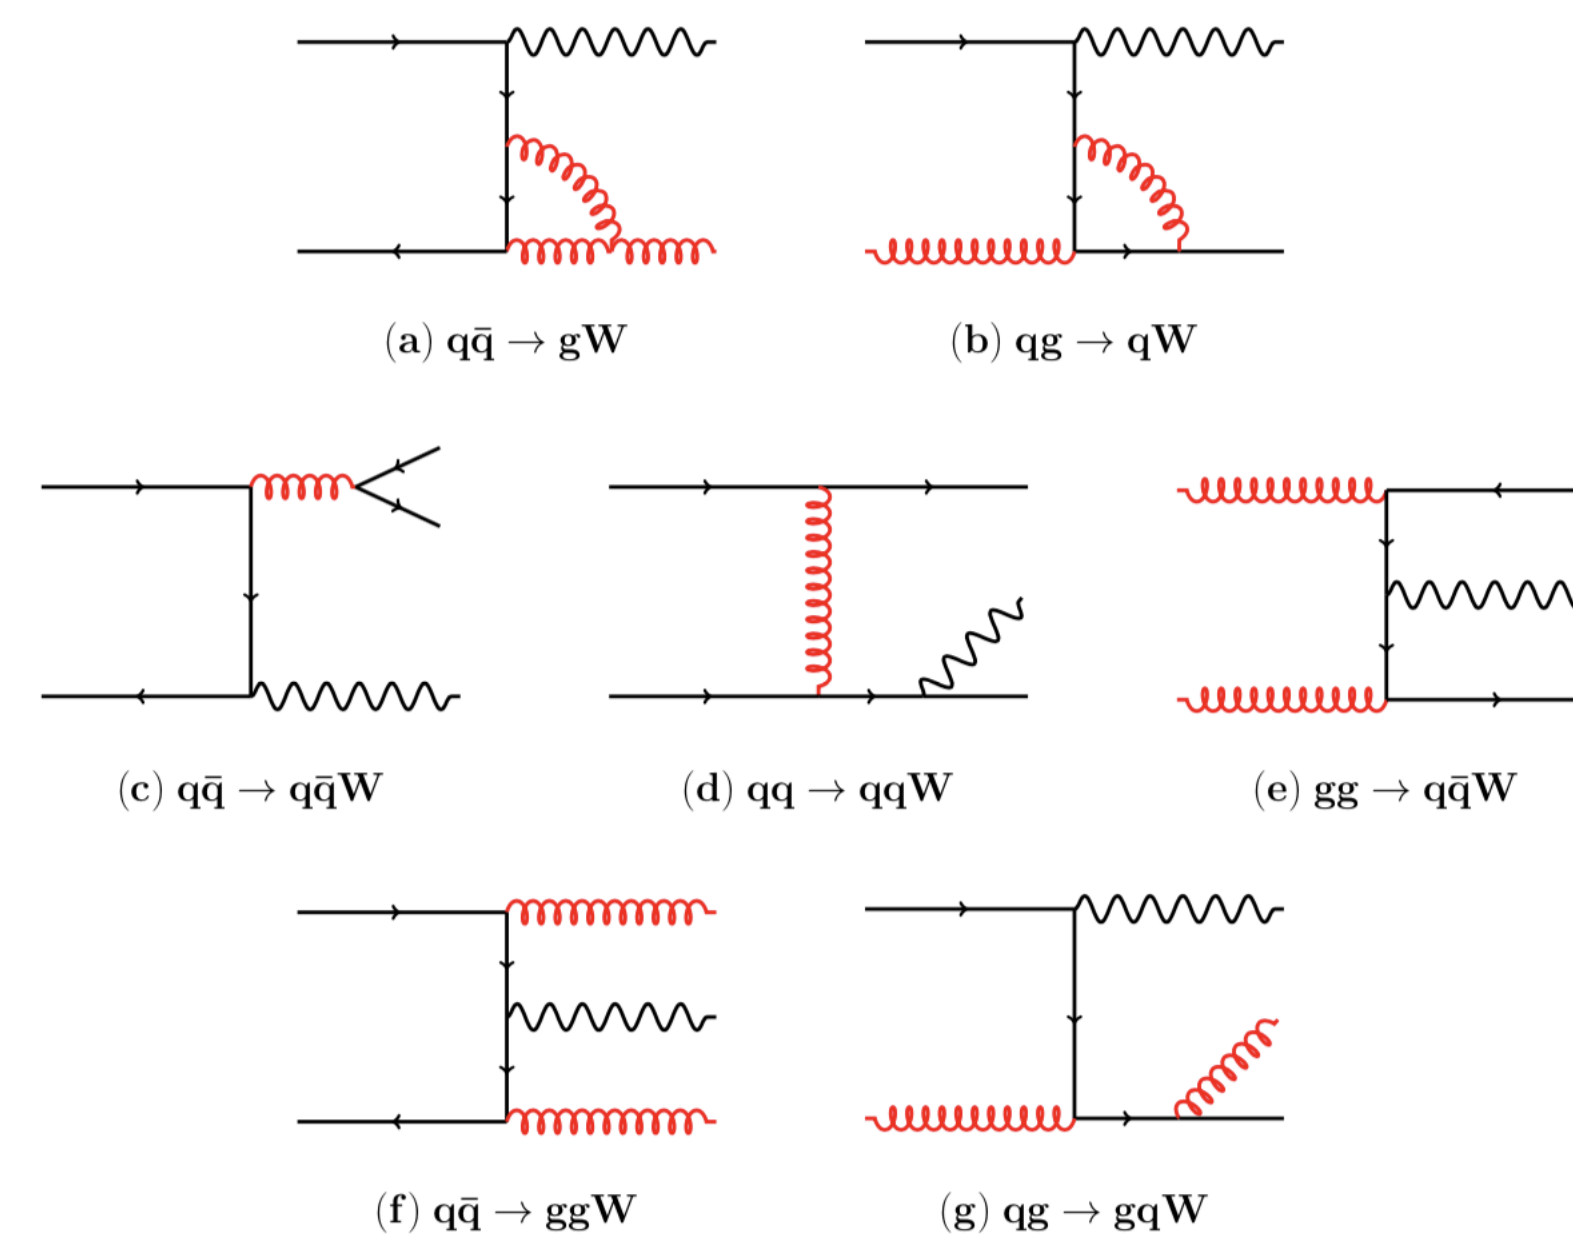 (a) qq̄ → gW
(b) qg → qW
(c) qq̄ → qq̄W
(d) qq → qqW
(e) gg → qq̄W
(f) qq̄ → ggW
(g) qg → gqW